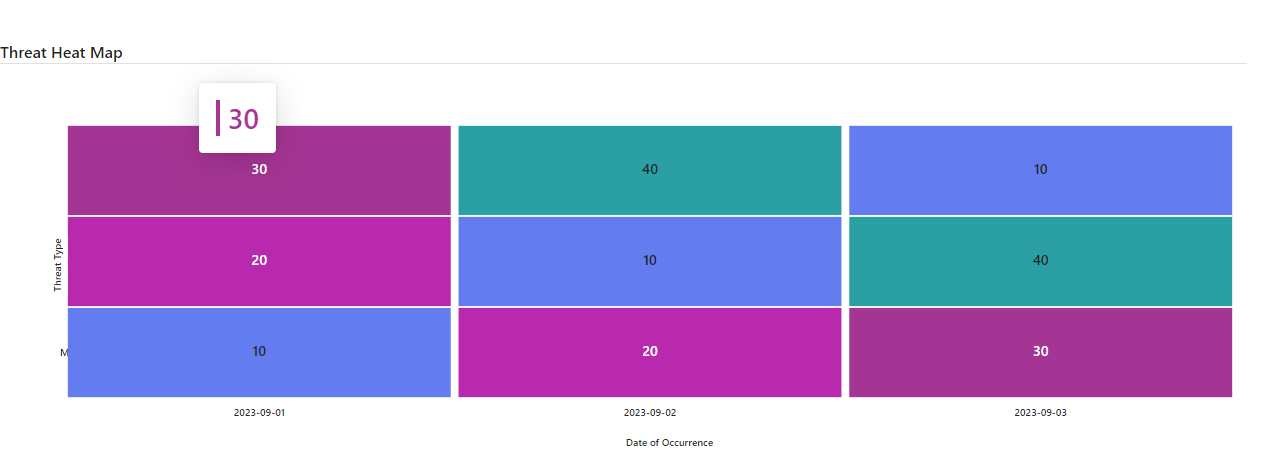 Threat Heat Map
30
30 40 10
Threat Type
20 10 40
M
10 20 30
2023-09-01 2023-09-02 2023-09-03
Date of Occurrence